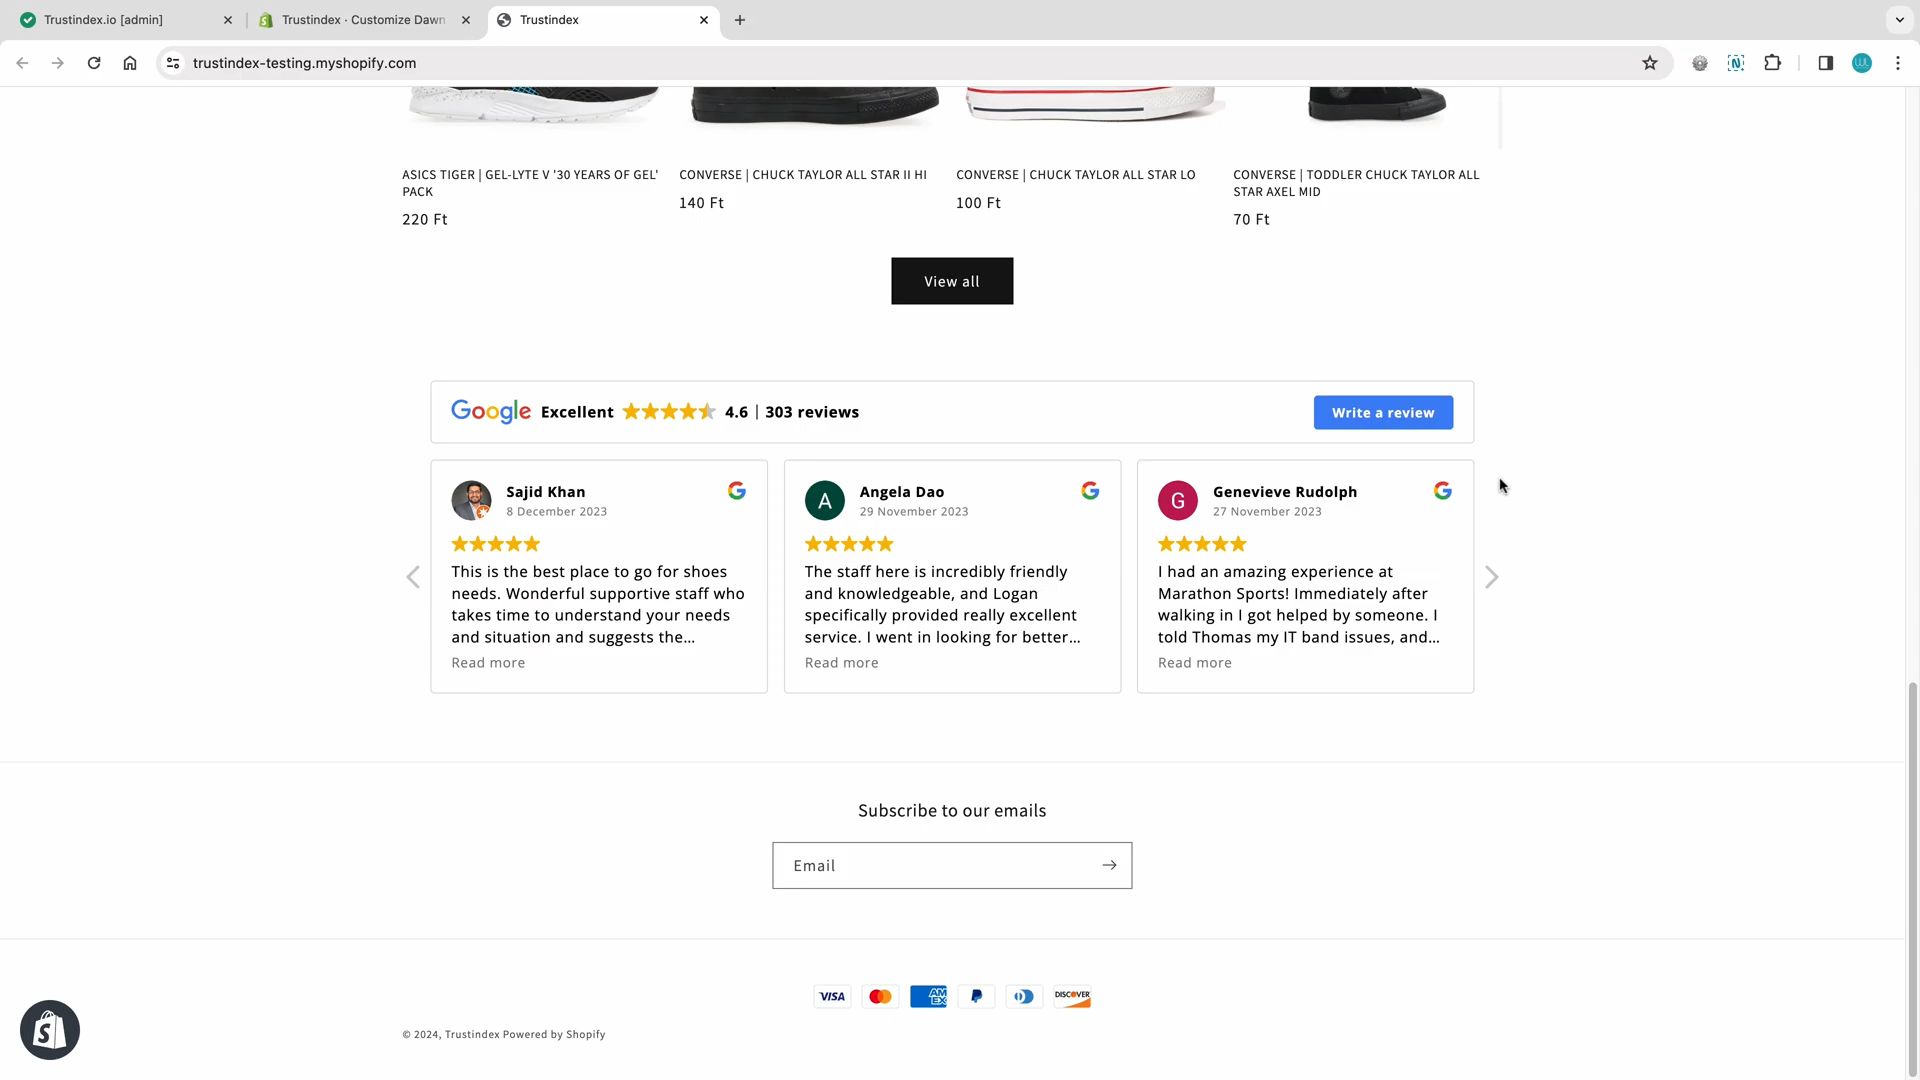 Trustindex.io [admin]
Trustindex · Customize Dawn
Trustindex
trustindex-testing.myshopify.com
ASICS TIGER | GEL-LYTE V '30 YEARS OF GEL'
PACK
220 Ft
CONVERSE | CHUCK TAYLOR ALL STAR II HI
140 Ft
CONVERSE | CHUCK TAYLOR ALL STAR LO
100 Ft
CONVERSE | TODDLER CHUCK TAYLOR ALL
STAR AXEL MID
70 Ft
View all
Google Excellent 4.6 | 303 reviews
Write a review
Sajid Khan
8 December 2023
This is the best place to go for shoes
needs. Wonderful supportive staff who
takes time to understand your needs
and situation and suggests the...
Read more
A
Angela Dao
29 November 2023
The staff here is incredibly friendly
and knowledgeable, and Logan
specifically provided really excellent
service. I went in looking for better...
Read more
G
Genevieve Rudolph
27 November 2023
I had an amazing experience at
Marathon Sports! Immediately after
walking in I got helped by someone. I
told Thomas my IT band issues, and...
Read more
Subscribe to our emails
Email
VISA
AM
EX
DISCOVER
© 2024, Trustindex Powered by Shopify